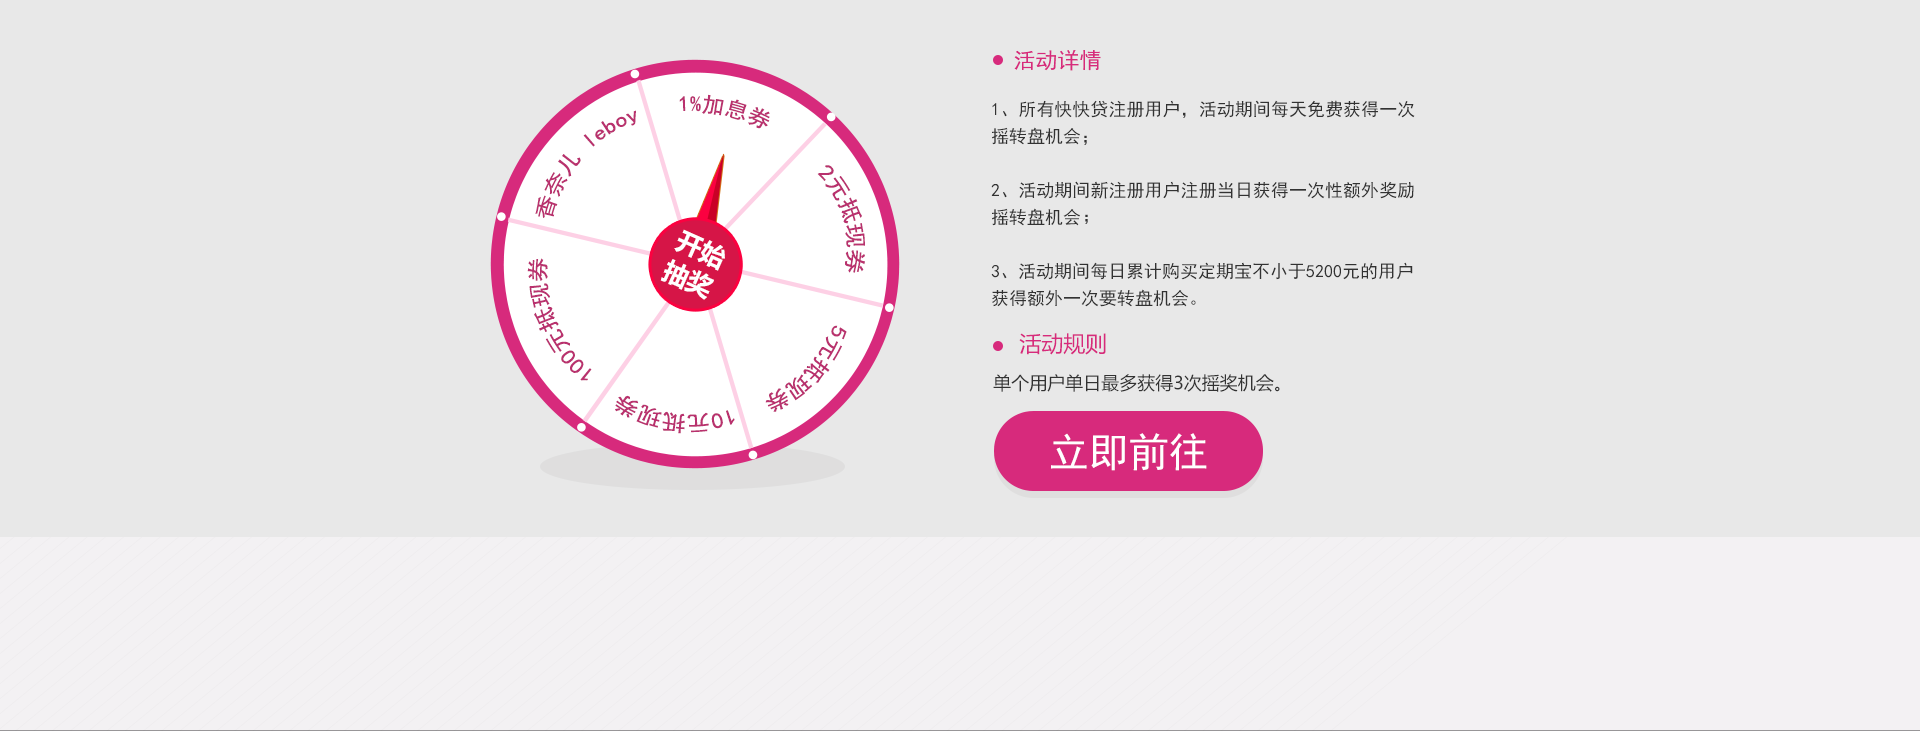 1%加息券
2元抵现券
5元抵现券
10元抵现券
100元抵现券
香奈儿 leboy
开始
抽奖
活动详情
1、所有快快贷注册用户，活动期间每天免费获得一次
摇转盘机会；
2、活动期间新注册用户注册当日获得一次性额外奖励
摇转盘机会；
3、活动期间每日累计购买定期宝不小于5200元的用户
获得额外一次要转盘机会。
活动规则
单个用户单日最多获得3次摇奖机会。
立即前往